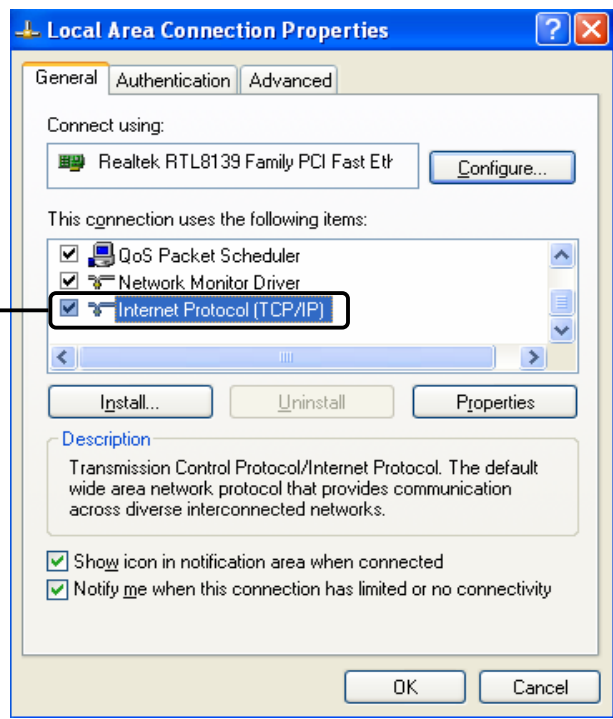 Local Area Connection Properties
General Authentication Advanced
Connect using:
Realtek RTL8139 Family PCI Fast Eth
Configure...
This connection uses the following items:
QoS Packet Scheduler
Network Monitor Driver
Internet Protocol (TCP/IP)
Install... Uninstall Properties
Description
Transmission Control Protocol/Internet Protocol. The default
wide area network protocol that provides communication
across diverse interconnected networks.
Show icon in notification area when connected
Notify me when this connection has limited or no connectivity
OK Cancel